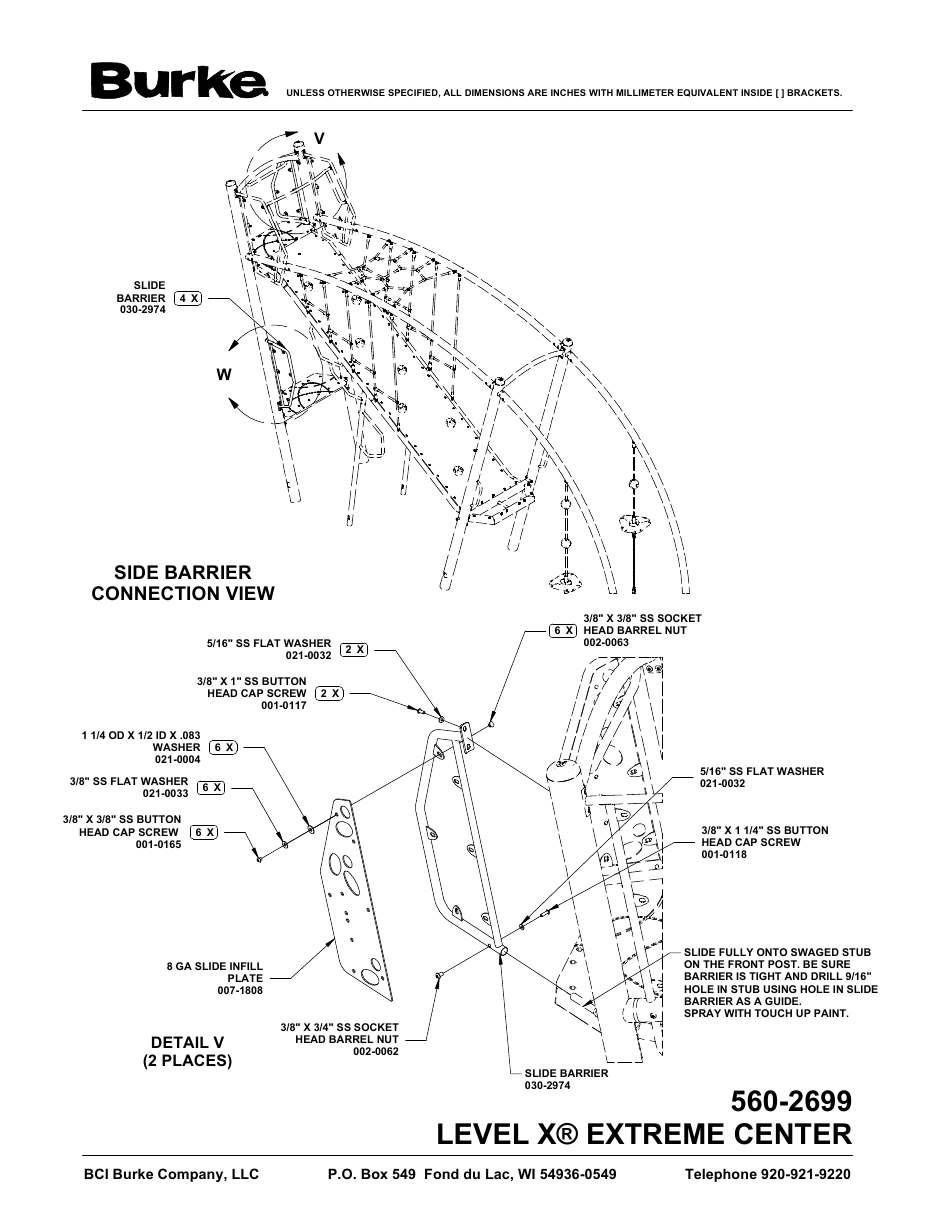 Burke
UNLESS OTHERWISE SPECIFIED, ALL DIMENSIONS ARE INCHES WITH MILLIMETER EQUIVALENT INSIDE [ ] BRACKETS.
V
SLIDE
BARRIER 4 X
030-2974
W
SIDE BARRIER
CONNECTION VIEW
3/8" X 3/8" SS SOCKET
6 X HEAD BARREL NUT
002-0063
5/16" SS FLAT WASHER
021-0032
2 X
3/8" X 1" SS BUTTON
HEAD CAP SCREW 2 X
001-0117
1 1/4 OD X 1/2 ID X .083
WASHER 6 X
021-0004
3/8" SS FLAT WASHER
021-0033
6 X
3/8" X 3/8" SS BUTTON
HEAD CAP SCREW 6 X
001-0165
5/16" SS FLAT WASHER
021-0032
3/8" X 1 1/4" SS BUTTON
HEAD CAP SCREW
001-0118
8 GA SLIDE INFILL
PLATE
007-1808
SLIDE FULLY ONTO SWAGED STUB
ON THE FRONT POST. BE SURE
BARRIER IS TIGHT AND DRILL 9/16"
HOLE IN STUB USING HOLE IN SLIDE
BARRIER AS A GUIDE.
SPRAY WITH TOUCH UP PAINT.
3/8" X 3/4" SS SOCKET
HEAD BARREL NUT
002-0062
DETAIL V
(2 PLACES)
SLIDE BARRIER
030-2974
560-2699
LEVEL X® EXTREME CENTER
BCI Burke Company, LLC
P.O. Box 549 Fond du Lac, WI 54936-0549
Telephone 920-921-9220